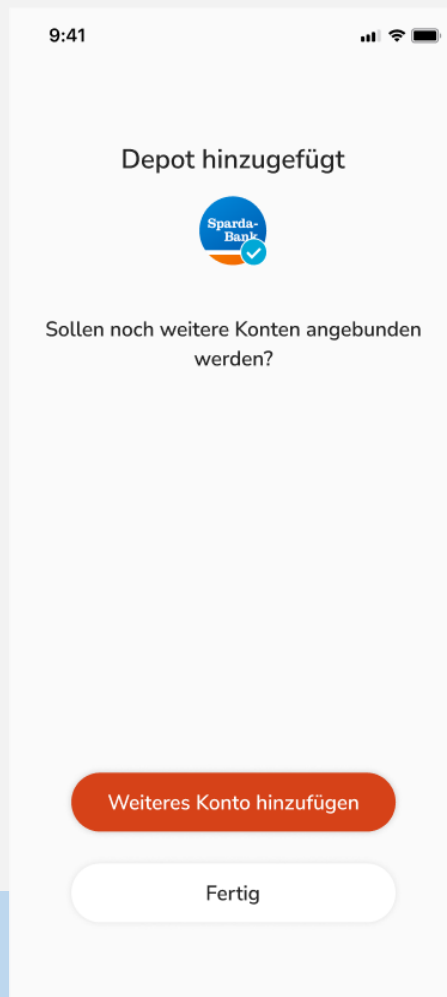 9:41
Depot hinzugefügt
Sparda-
Bank
Sollen noch weitere Konten angebunden
werden?
Weiteres Konto hinzufügen
Fertig